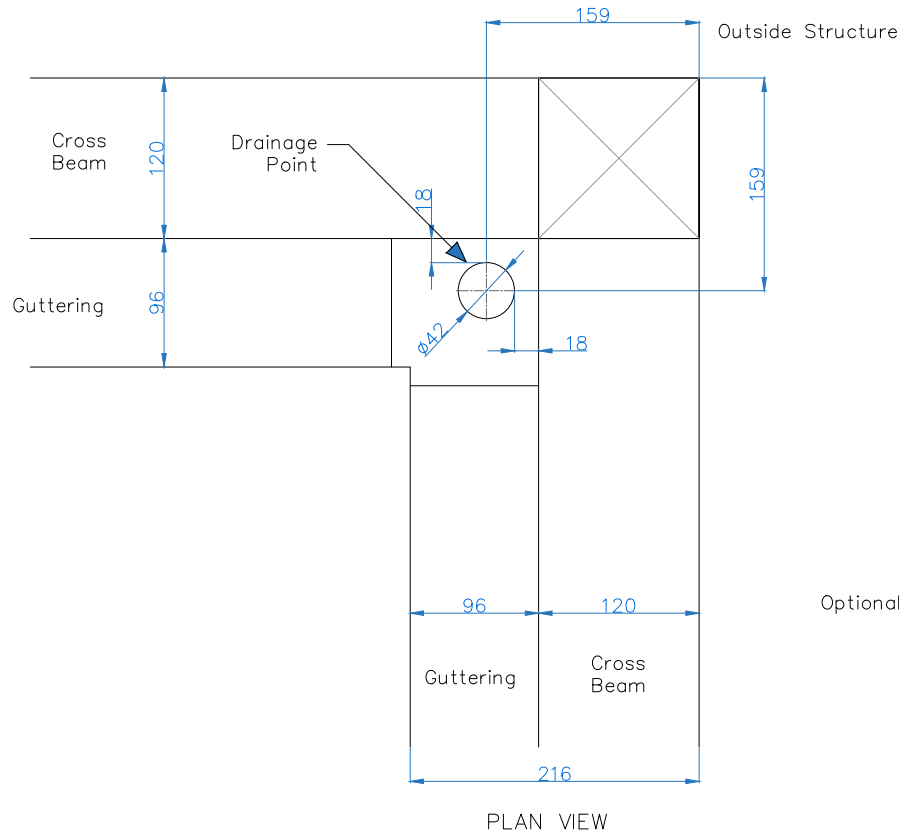 159
Outside Structure
Cross
Beam
120
Drainage
Point
18
159
Guttering
96
ø42
18
96
120
Optional
Guttering
Cross
Beam
216
PLAN VIEW